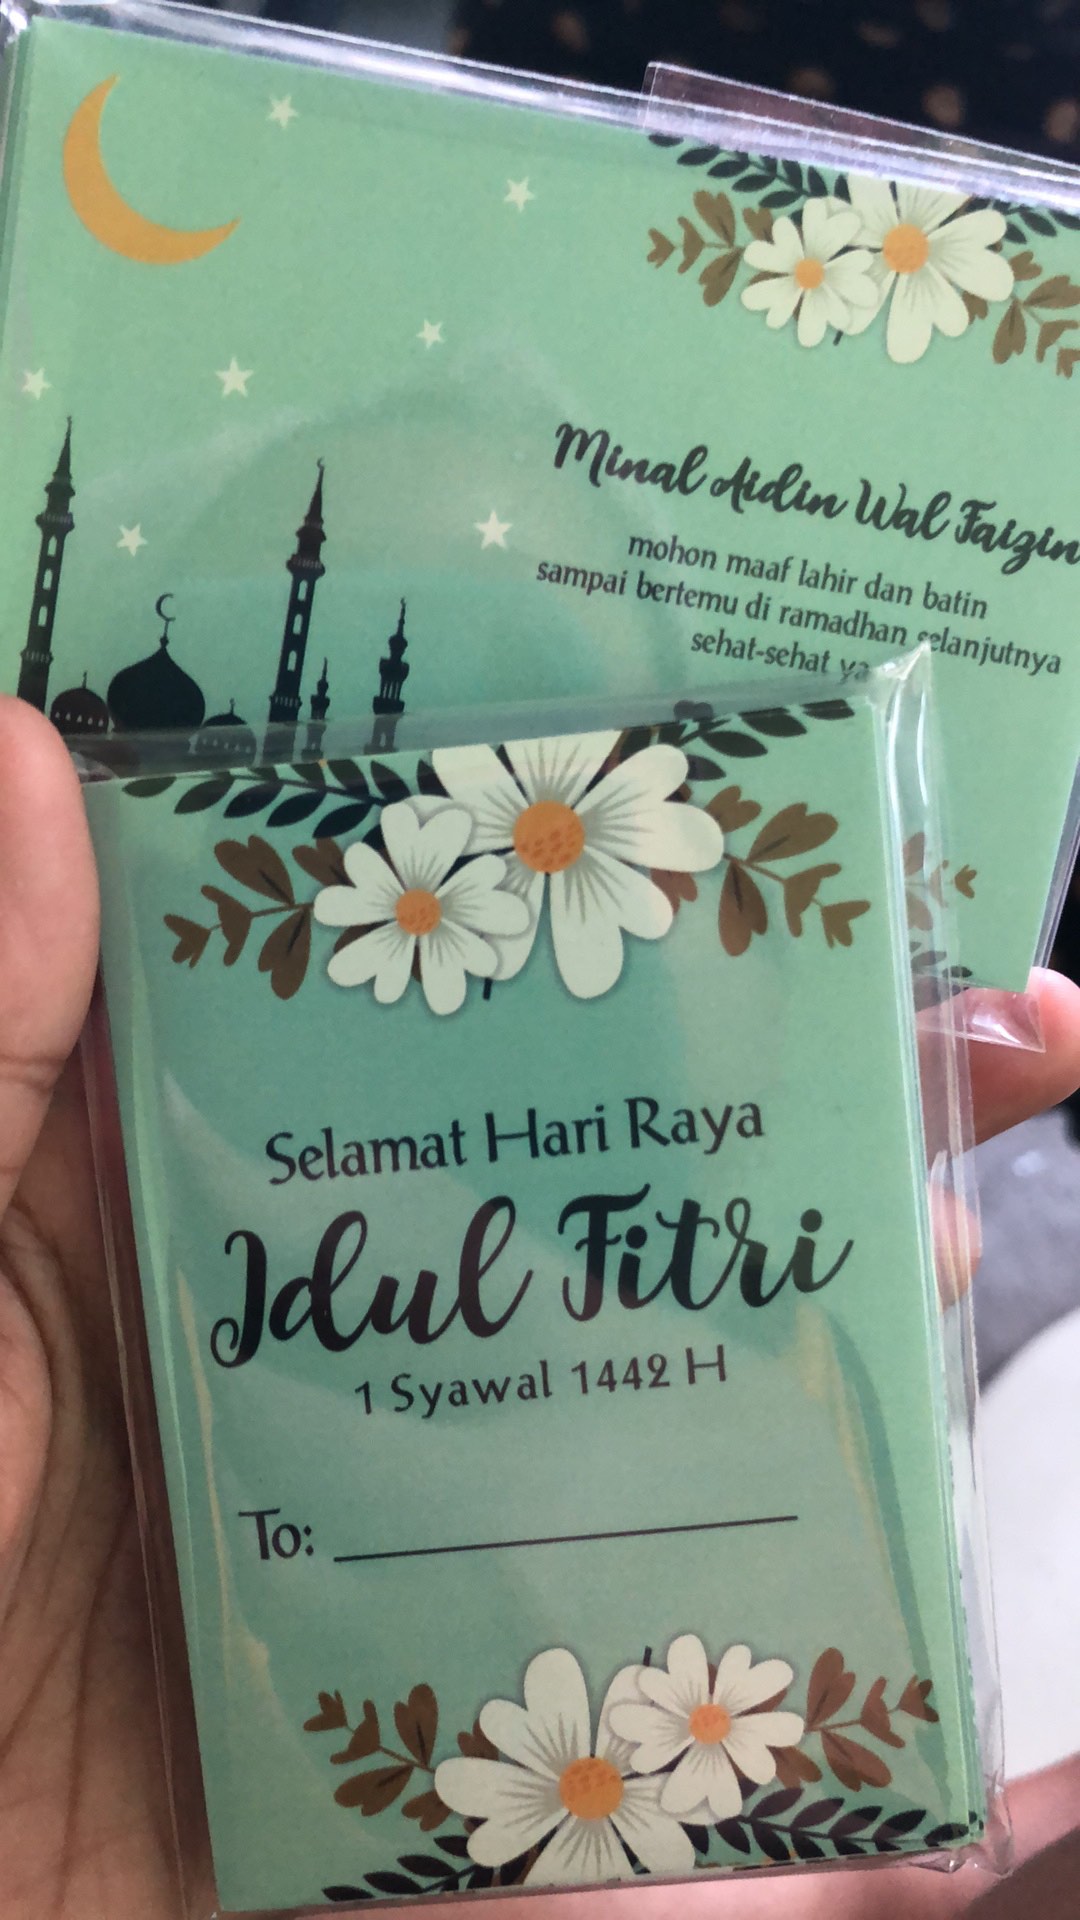 Minal Aidin Wal Faizin
mohon maaf lahir dan batin
sampai bertemu di ramadhan selanjutnya
sehat-sehat ya
Selamat Hari Raya
Idul Fitri
1 Syawal 1442 H
To: